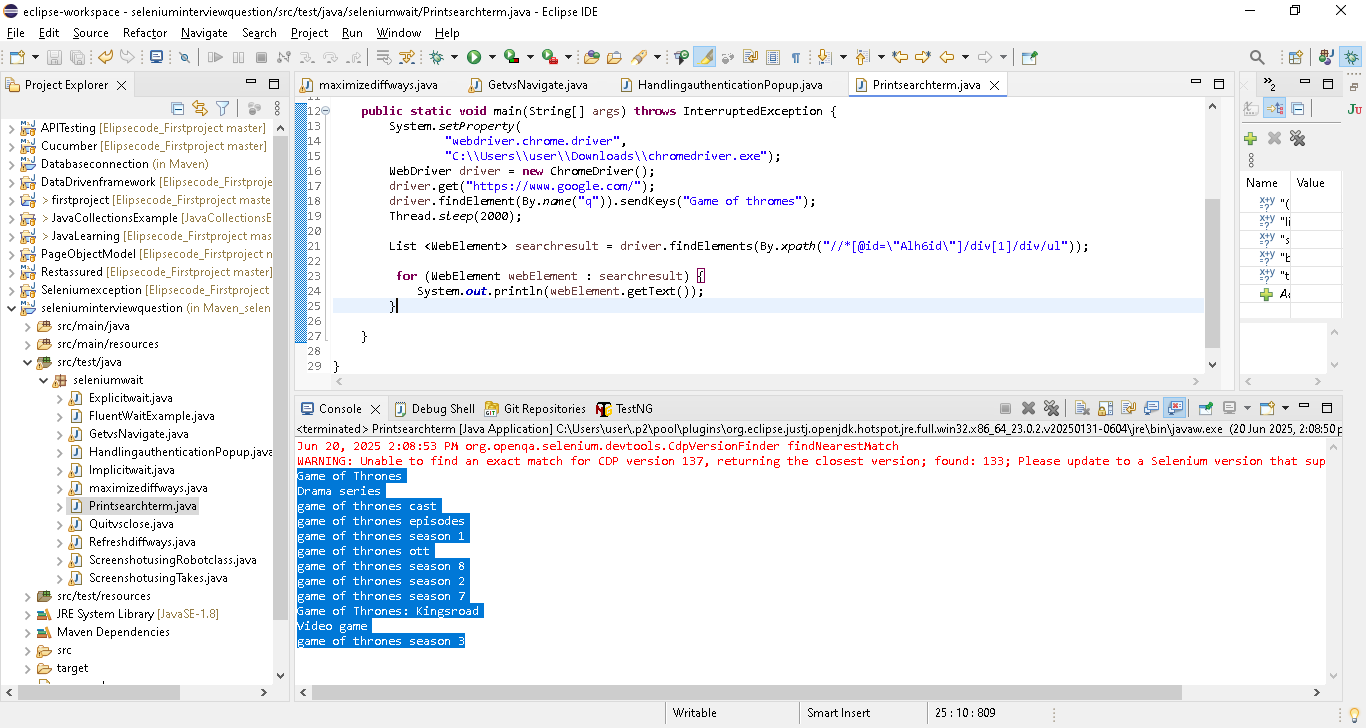 eclipse-workspace - seleniuminterviewquestion/src/test/java/seleniumwait/Printsearchterm.java - Eclipse IDE
File Edit Source Refactor Navigate Search Project Run Window Help
Project Explorer
APITesting [Elipsecode_Firstproject master]
Cucumber [Elipsecode_Firstproject master]
Databaseconnection (in Maven)
DataDrivenframework [Elipsecode_Firstproje
> firstproject [Elipsecode_Firstproject master]
> JavaCollectionsExample [JavaCollectionsE
> JavaLearning [Elipsecode_Firstproject mas
PageObjectModel [Elipsecode_Firstproject n
Restassured [Elipsecode_Firstproject master]
Seleniumexception [Elipsecode_Firstproject
seleniuminterviewquestion (in Maven_selen
src/main/java
src/main/resources
src/test/java
seleniumwait
Explicitwait.java
FluentWaitExample.java
GetvsNavigate.java
HandlingauthenticationPopup.java
Implicitwait.java
maximizediffways.java
Printsearchterm.java
Quitvsclose.java
Refreshdiffways.java
ScreenshotusingRobotclass.java
ScreenshotusingTakes.java
src/test/resources
JRE System Library [JavaSE-1.8]
Maven Dependencies
src
target
maximizediffways.java GetvsNavigate.java HandlingauthenticationPopup.java Printsearchterm.java
11
12 public static void main(String[] args) throws InterruptedException {
13 System.setProperty(
14 "webdriver.chrome.driver",
15 "C:\\Users\\user\\Downloads\\chromedriver.exe");
16 WebDriver driver = new ChromeDriver();
17 driver.get("https://www.google.com/");
18 driver.findElement(By.name("q")).sendKeys("Game of thromes");
19 Thread.sleep(2000);
20
21 List <WebElement> searchresult = driver.findElements(By.xpath("//*[@id=\"Alh6id\"]/div[1]/div/ul"));
22
23 for (WebElement webElement : searchresult) {
24 System.out.println(webElement.getText());
25 }
26
27 }
28
29 }
Console Debug Shell Git Repositories TestNG
<terminated> Printsearchterm [Java Application] C:\Users\user\.p2\pool\plugins\org.eclipse.justj.openjdk.hotspot.jre.full.win32.x86_64_23.0.2.v20250131-0604\jre\bin\javaw.exe (20 Jun 2025, 2:08:50 p
Jun 20, 2025 2:08:53 PM org.openqa.selenium.devtools.CdpVersionFinder findNearestMatch
WARNING: Unable to find an exact match for CDP version 137, returning the closest version; found: 133; Please update to a Selenium version that sup
Game of Thrones
Drama series
game of thrones cast
game of thrones episodes
game of thrones season 1
game of thrones ott
game of thrones season 8
game of thrones season 2
game of thrones season 7
Game of Thrones: Kingsroad
Video game
game of thrones season 3
»2
Ju
Name Value
x+y =? "(
x+y =? "li
x+y =? "s
x+y =? "b
x+y =? "t
Ac
Writable Smart Insert 25 : 10 : 809